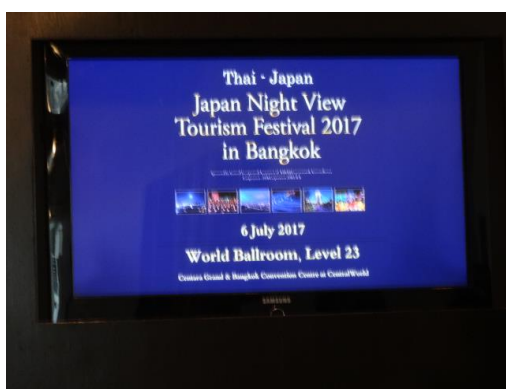 Thai - Japan
Japan Night View
Tourism Festival 2017
in Bangkok
6 July 2017
World Ballroom, Level 23
Centara Grand & Bangkok Convention Centre at CentralWorld
SAMSUNG